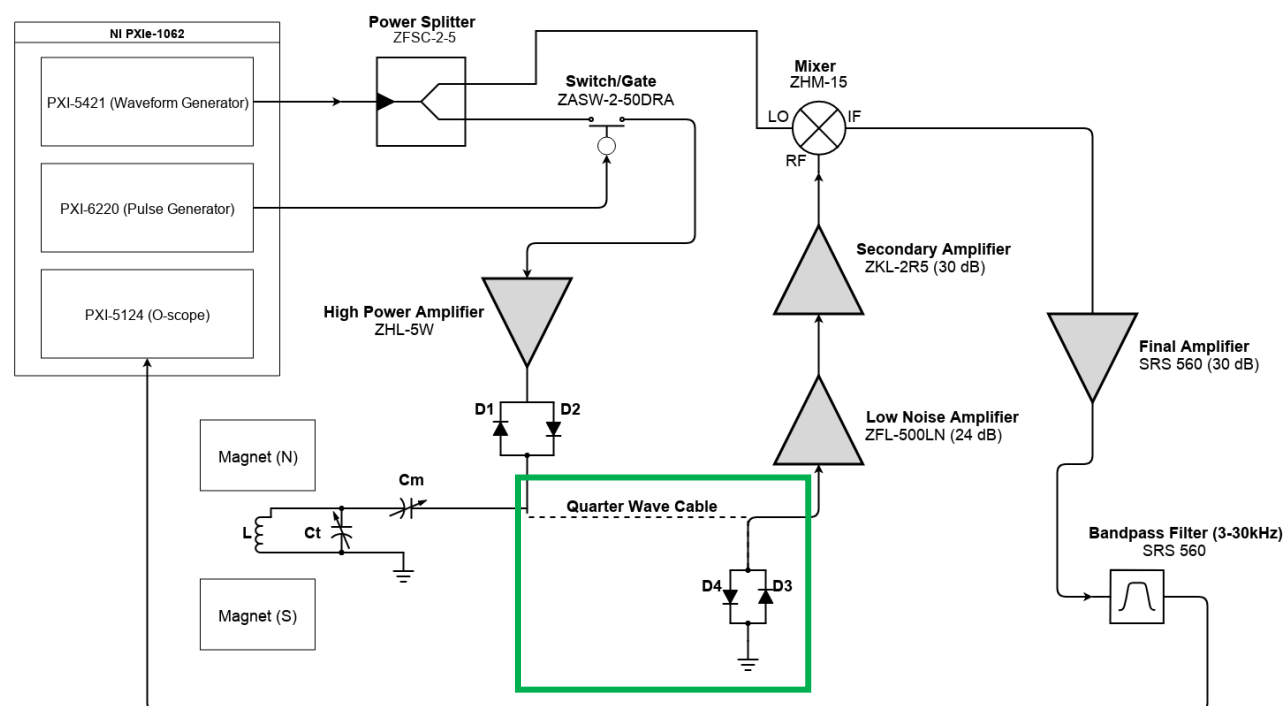 NI PXIe-1062
PXI-5421 (Waveform Generator)
PXI-6220 (Pulse Generator)
PXI-5124 (O-scope)
Power Splitter
ZFSC-2-5
Switch/Gate
ZASW-2-50DRA
Mixer
ZHM-15
LO
IF
RF
High Power Amplifier
ZHL-5W
Secondary Amplifier
ZKL-2R5 (30 dB)
Final Amplifier
SRS 560 (30 dB)
Low Noise Amplifier
ZFL-500LN (24 dB)
D1
D2
Magnet (N)
Cm
L
Ct
Magnet (S)
Quarter Wave Cable
D4
D3
Bandpass Filter (3-30kHz)
SRS 560